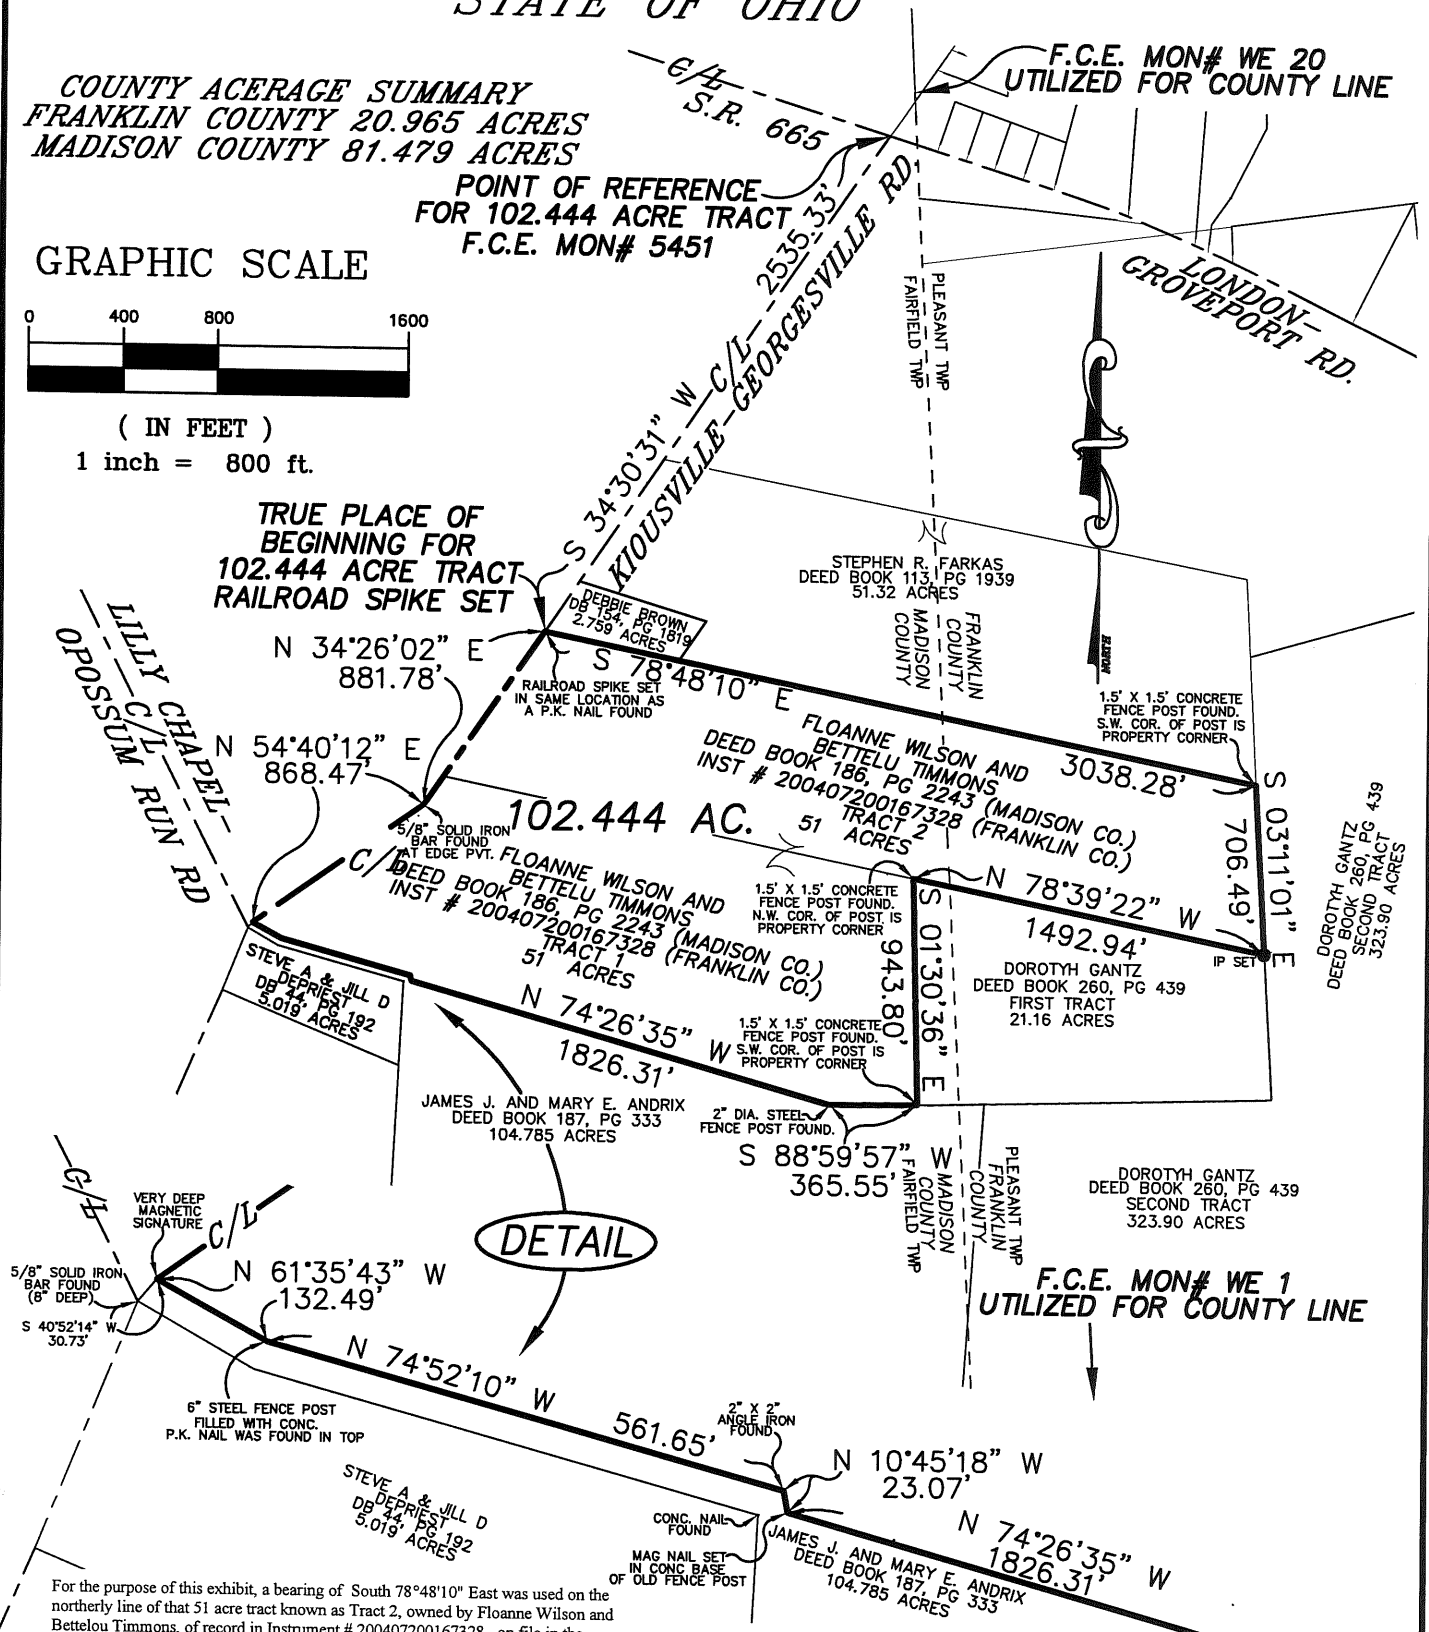 STATE OF OHIO
COUNTY ACERAGE SUMMARY
FRANKLIN COUNTY 20.965 ACRES
MADISON COUNTY 81.479 ACRES
C/L
S.R. 665
F.C.E. MON# WE 20
UTILIZED FOR COUNTY LINE
POINT OF REFERENCE
FOR 102.444 ACRE TRACT
F.C.E. MON# 5451
GRAPHIC SCALE
0 400 800 1600
( IN FEET )
1 inch = 800 ft.
S 34°30'31" W C/L 2535.33'
KIOUSVILLE-GEORGESVILLE RD.
PLEASANT TWP
FAIRFIELD TWP
LONDON-
GROVEPORT RD.
NORTH
TRUE PLACE OF
BEGINNING FOR
102.444 ACRE TRACT
RAILROAD SPIKE SET
DEBBIE BROWN
DB 154, PG 1819
2.759 ACRES
STEPHEN R. FARKAS
DEED BOOK 113, PG 1939
51.32 ACRES
FRANKLIN
COUNTY
MADISON
COUNTY
LILLY CHAPEL-
C/L
OPOSSUM RUN RD
N 34°26'02" E
881.78'
RAILROAD SPIKE SET
IN SAME LOCATION AS
A P.K. NAIL FOUND
S 78°48'10" E
3038.28'
1.5' X 1.5' CONCRETE
FENCE POST FOUND.
S.W. COR. OF POST IS
PROPERTY CORNER
N 54°40'12" E
868.47'
FLOANNE WILSON AND
BETTELU TIMMONS
DEED BOOK 186, PG 2243 (MADISON CO.)
INST # 200407200167328 (FRANKLIN CO.)
TRACT 2
51 ACRES
S 03°11'01" E
706.49'
DOROTYH GANTZ
DEED BOOK 260, PG 439
SECOND TRACT
323.90 ACRES
102.444 AC.
5/8" SOLID IRON
BAR FOUND
AT EDGE PVT.
C/L
FLOANNE WILSON AND
BETTELU TIMMONS
DEED BOOK 186, PG 2243 (MADISON CO.)
INST # 200407200167328 (FRANKLIN CO.)
TRACT 1
51 ACRES
1.5' X 1.5' CONCRETE
FENCE POST FOUND.
N.W. COR. OF POST IS
PROPERTY CORNER
N 78°39'22" W
1492.94'
IP SET
S 01°30'36" E
943.80'
DOROTYH GANTZ
DEED BOOK 260, PG 439
FIRST TRACT
21.16 ACRES
STEVE A & JILL D
DEPRIEST
DB 44, PG 192
5.019 ACRES
N 74°26'35" W
1826.31'
1.5' X 1.5' CONCRETE
FENCE POST FOUND.
S.W. COR. OF POST IS
PROPERTY CORNER
JAMES J. AND MARY E. ANDRIX
DEED BOOK 187, PG 333
104.785 ACRES
2" DIA. STEEL
FENCE POST FOUND.
S 88°59'57" W
365.55'
FAIRFIELD TWP
MADISON
COUNTY
FRANKLIN
COUNTY
PLEASANT TWP
DOROTYH GANTZ
DEED BOOK 260, PG 439
SECOND TRACT
323.90 ACRES
DETAIL
F.C.E. MON# WE 1
UTILIZED FOR COUNTY LINE
C/L
VERY DEEP
MAGNETIC
SIGNATURE
C/L
5/8" SOLID IRON
BAR FOUND
(8" DEEP)
S 40°52'14" W
30.73'
N 61°35'43" W
132.49'
N 74°52'10" W
561.65'
6" STEEL FENCE POST
FILLED WITH CONC.
P.K. NAIL WAS FOUND IN TOP
2" X 2"
ANGLE IRON
FOUND
N 10°45'18" W
23.07'
STEVE A & JILL D
DEPRIEST
DB 44, PG 192
5.019 ACRES
CONC. NAIL
FOUND
MAG NAIL SET
IN CONC BASE
OF OLD FENCE POST
JAMES J. AND MARY E. ANDRIX
DEED BOOK 187, PG 333
104.785 ACRES
N 74°26'35" W
1826.31'
For the purpose of this exhibit, a bearing of South 78°48'10" East was used on the
northerly line of that 51 acre tract known as Tract 2, owned by Floanne Wilson and
Bettelou Timmons, of record in Instrument # 200407200167328, on file in the